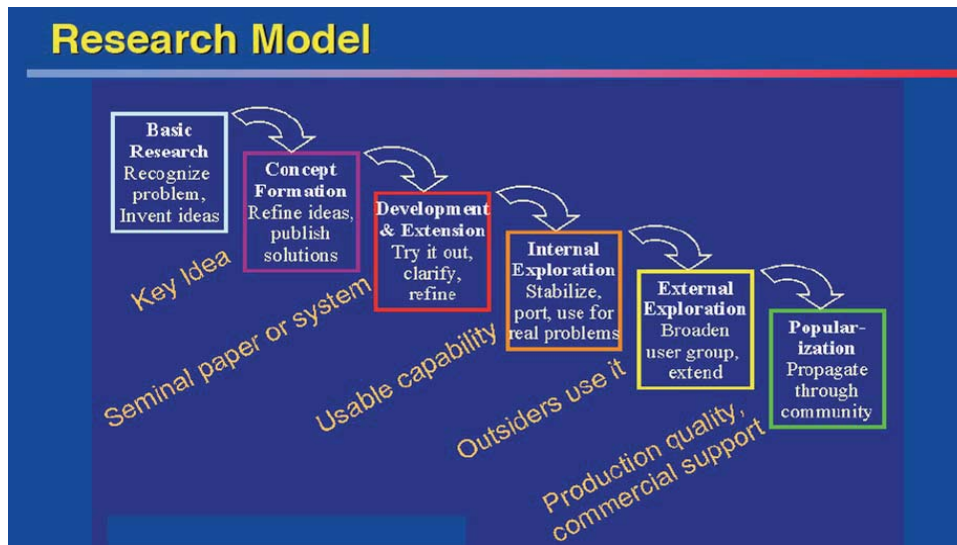 Research Model
Basic
Research
Recognize
problem,
Invent ideas
Key Idea
Concept
Formation
Refine ideas,
publish
solutions
Seminal paper or system
Development
& Extension
Try it out,
clarify,
refine
Usable capability
Internal
Exploration
Stabilize,
port, use for
real problems
Outsiders use it
External
Exploration
Broaden
user group,
extend
Production quality,
commercial support
Popular-
ization
Propagate
through
community